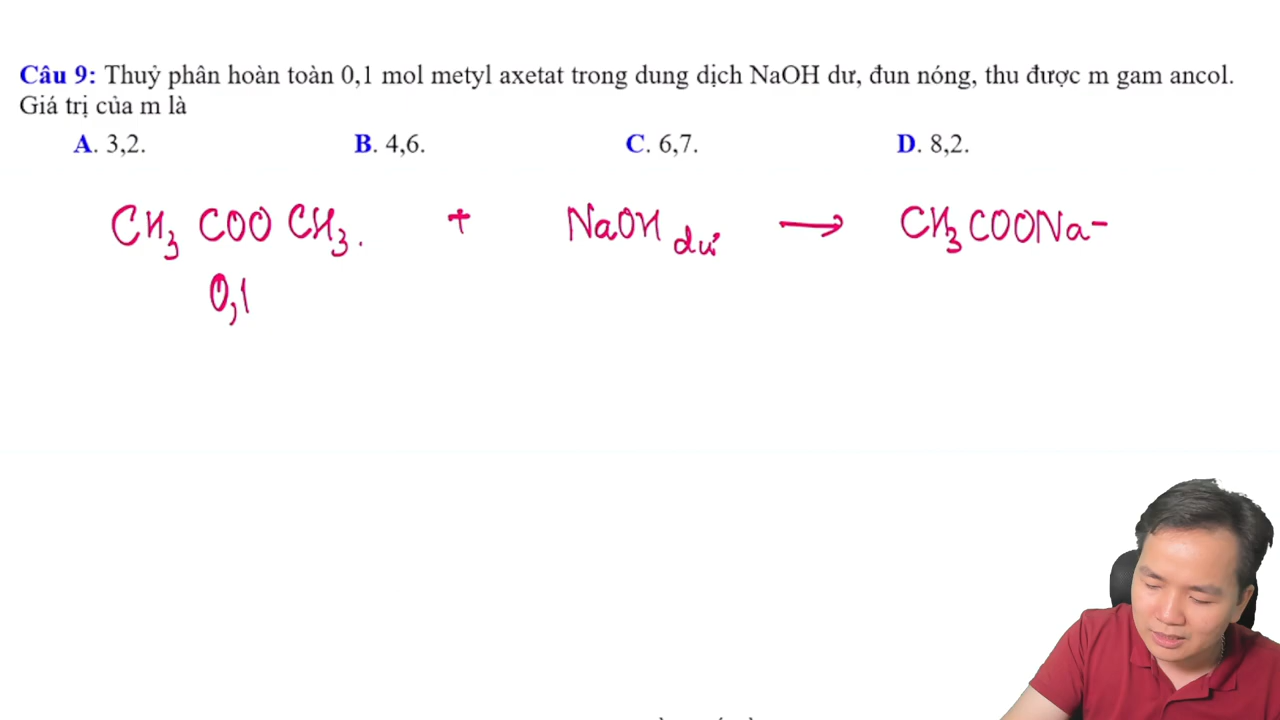 Câu 9: Thuỷ phân hoàn toàn 0,1 mol metyl axetat trong dung dịch NaOH dư, đun nóng, thu được m gam ancol.
Giá trị của m là
A. 3,2. B. 4,6. C. 6,7. D. 8,2.
CH₃COOCH₃. + NaOH dư → CH₃COONa-
0,1